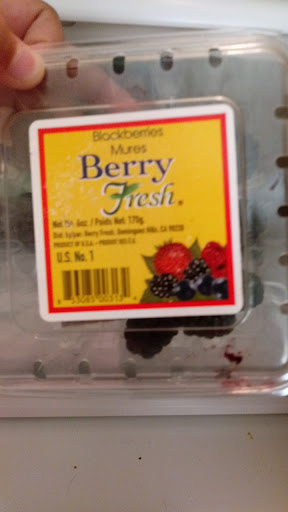 Blackberries
Mures
Berry
Fresh®
Net Wt. 6oz. / Poids Net. 170g.
Dist. by/par: Berry Fresh, Dominguez Hills, CA 90220
PRODUCT OF U.S.A. - PRODUIT DES É.U.
U.S. No. 1